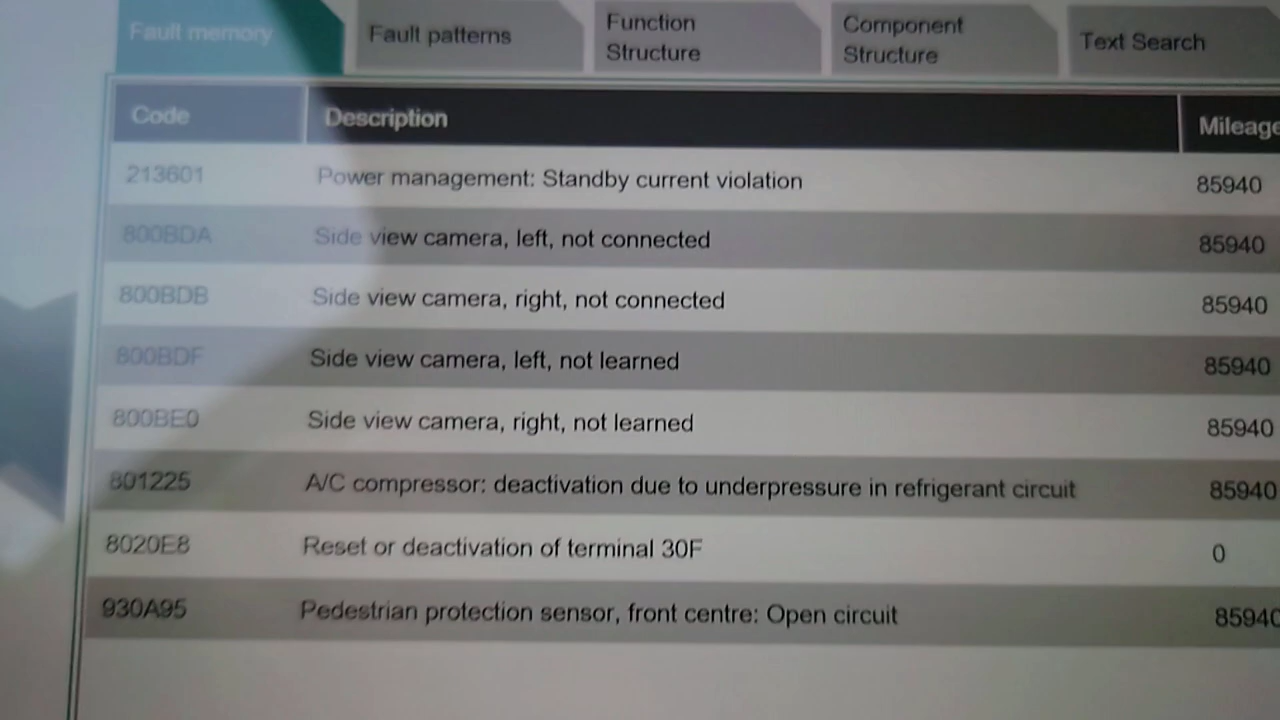 Fault memory
Fault patterns
Function
Structure
Component
Structure
Text Search
Code Description Mileage
213601 Power management: Standby current violation 85940
800BDA Side view camera, left, not connected 85940
800BDB Side view camera, right, not connected 85940
800BDF Side view camera, left, not learned 85940
800BE0 Side view camera, right, not learned 85940
801225 A/C compressor: deactivation due to underpressure in refrigerant circuit 85940
8020E8 Reset or deactivation of terminal 30F 0
930A95 Pedestrian protection sensor, front centre: Open circuit 85940